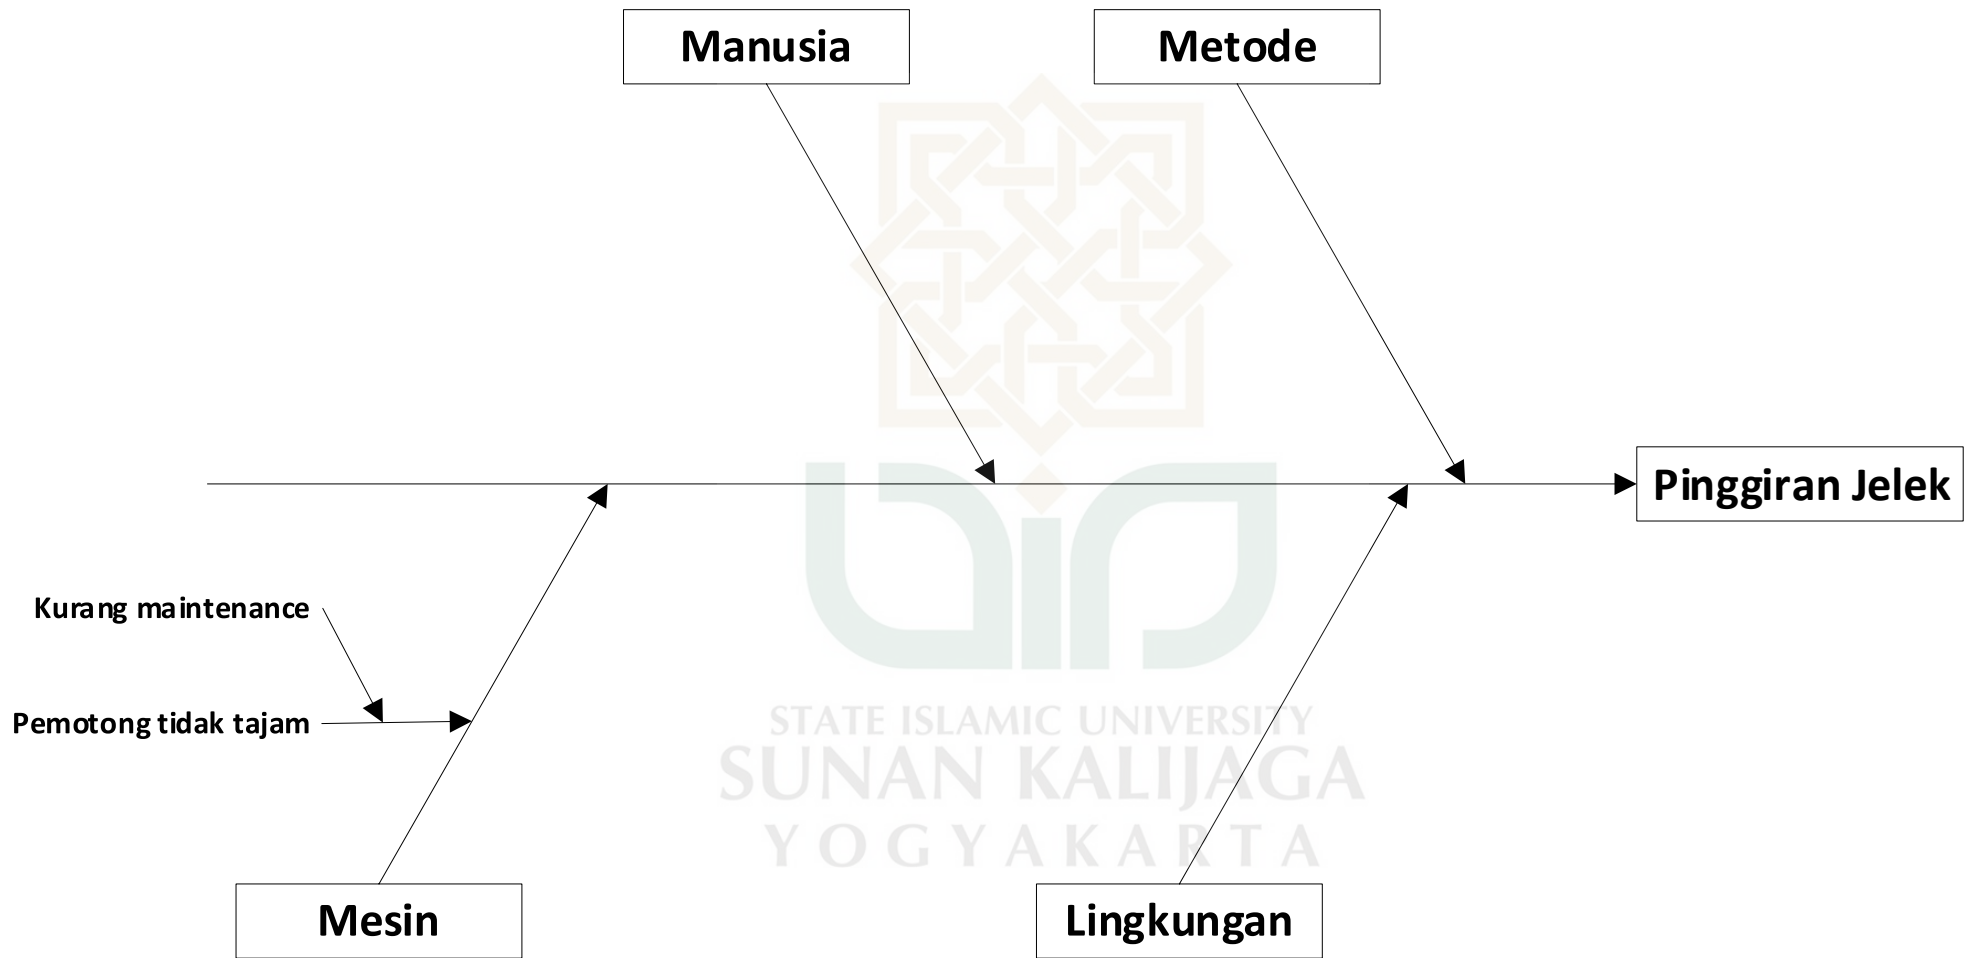 Manusia
Metode
Pinggiran Jelek
Kurang maintenance
Pemotong tidak tajam
STATE ISLAMIC UNIVERSITY
SUNAN KALIJAGA
YOGYAKARTA
Mesin
Lingkungan